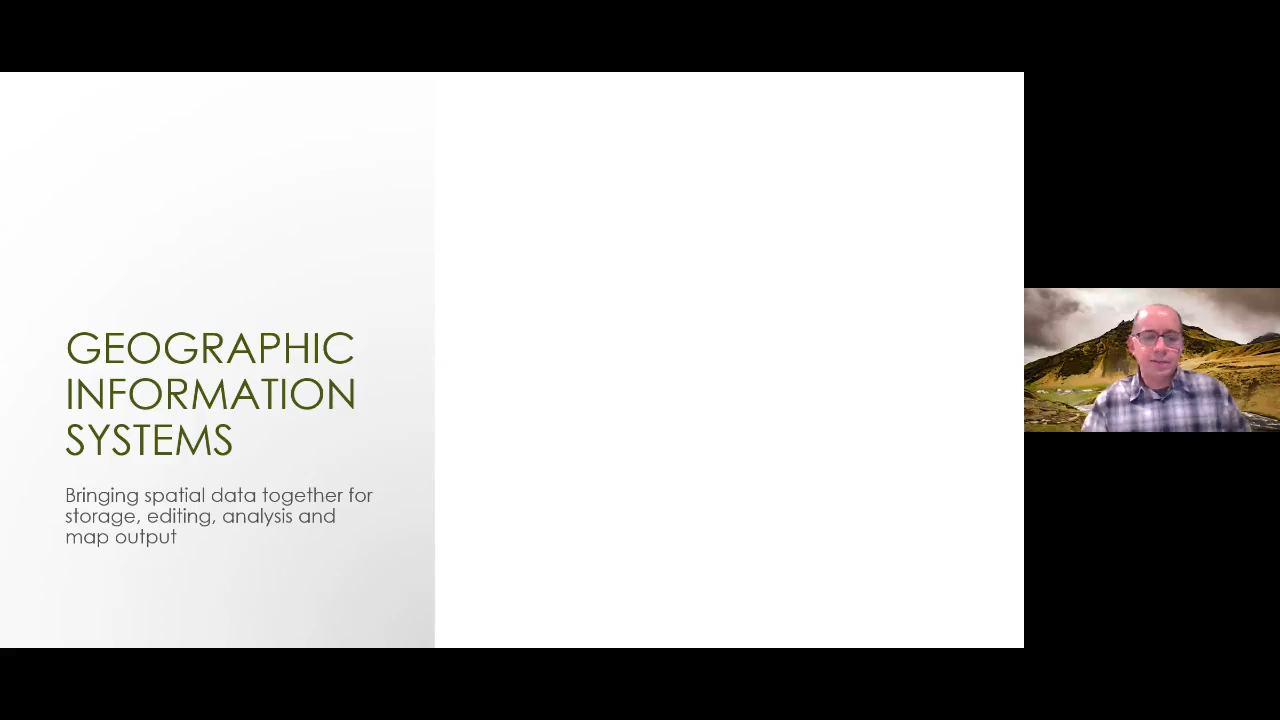 GEOGRAPHIC
INFORMATION
SYSTEMS
Bringing spatial data together for
storage, editing, analysis and
map output